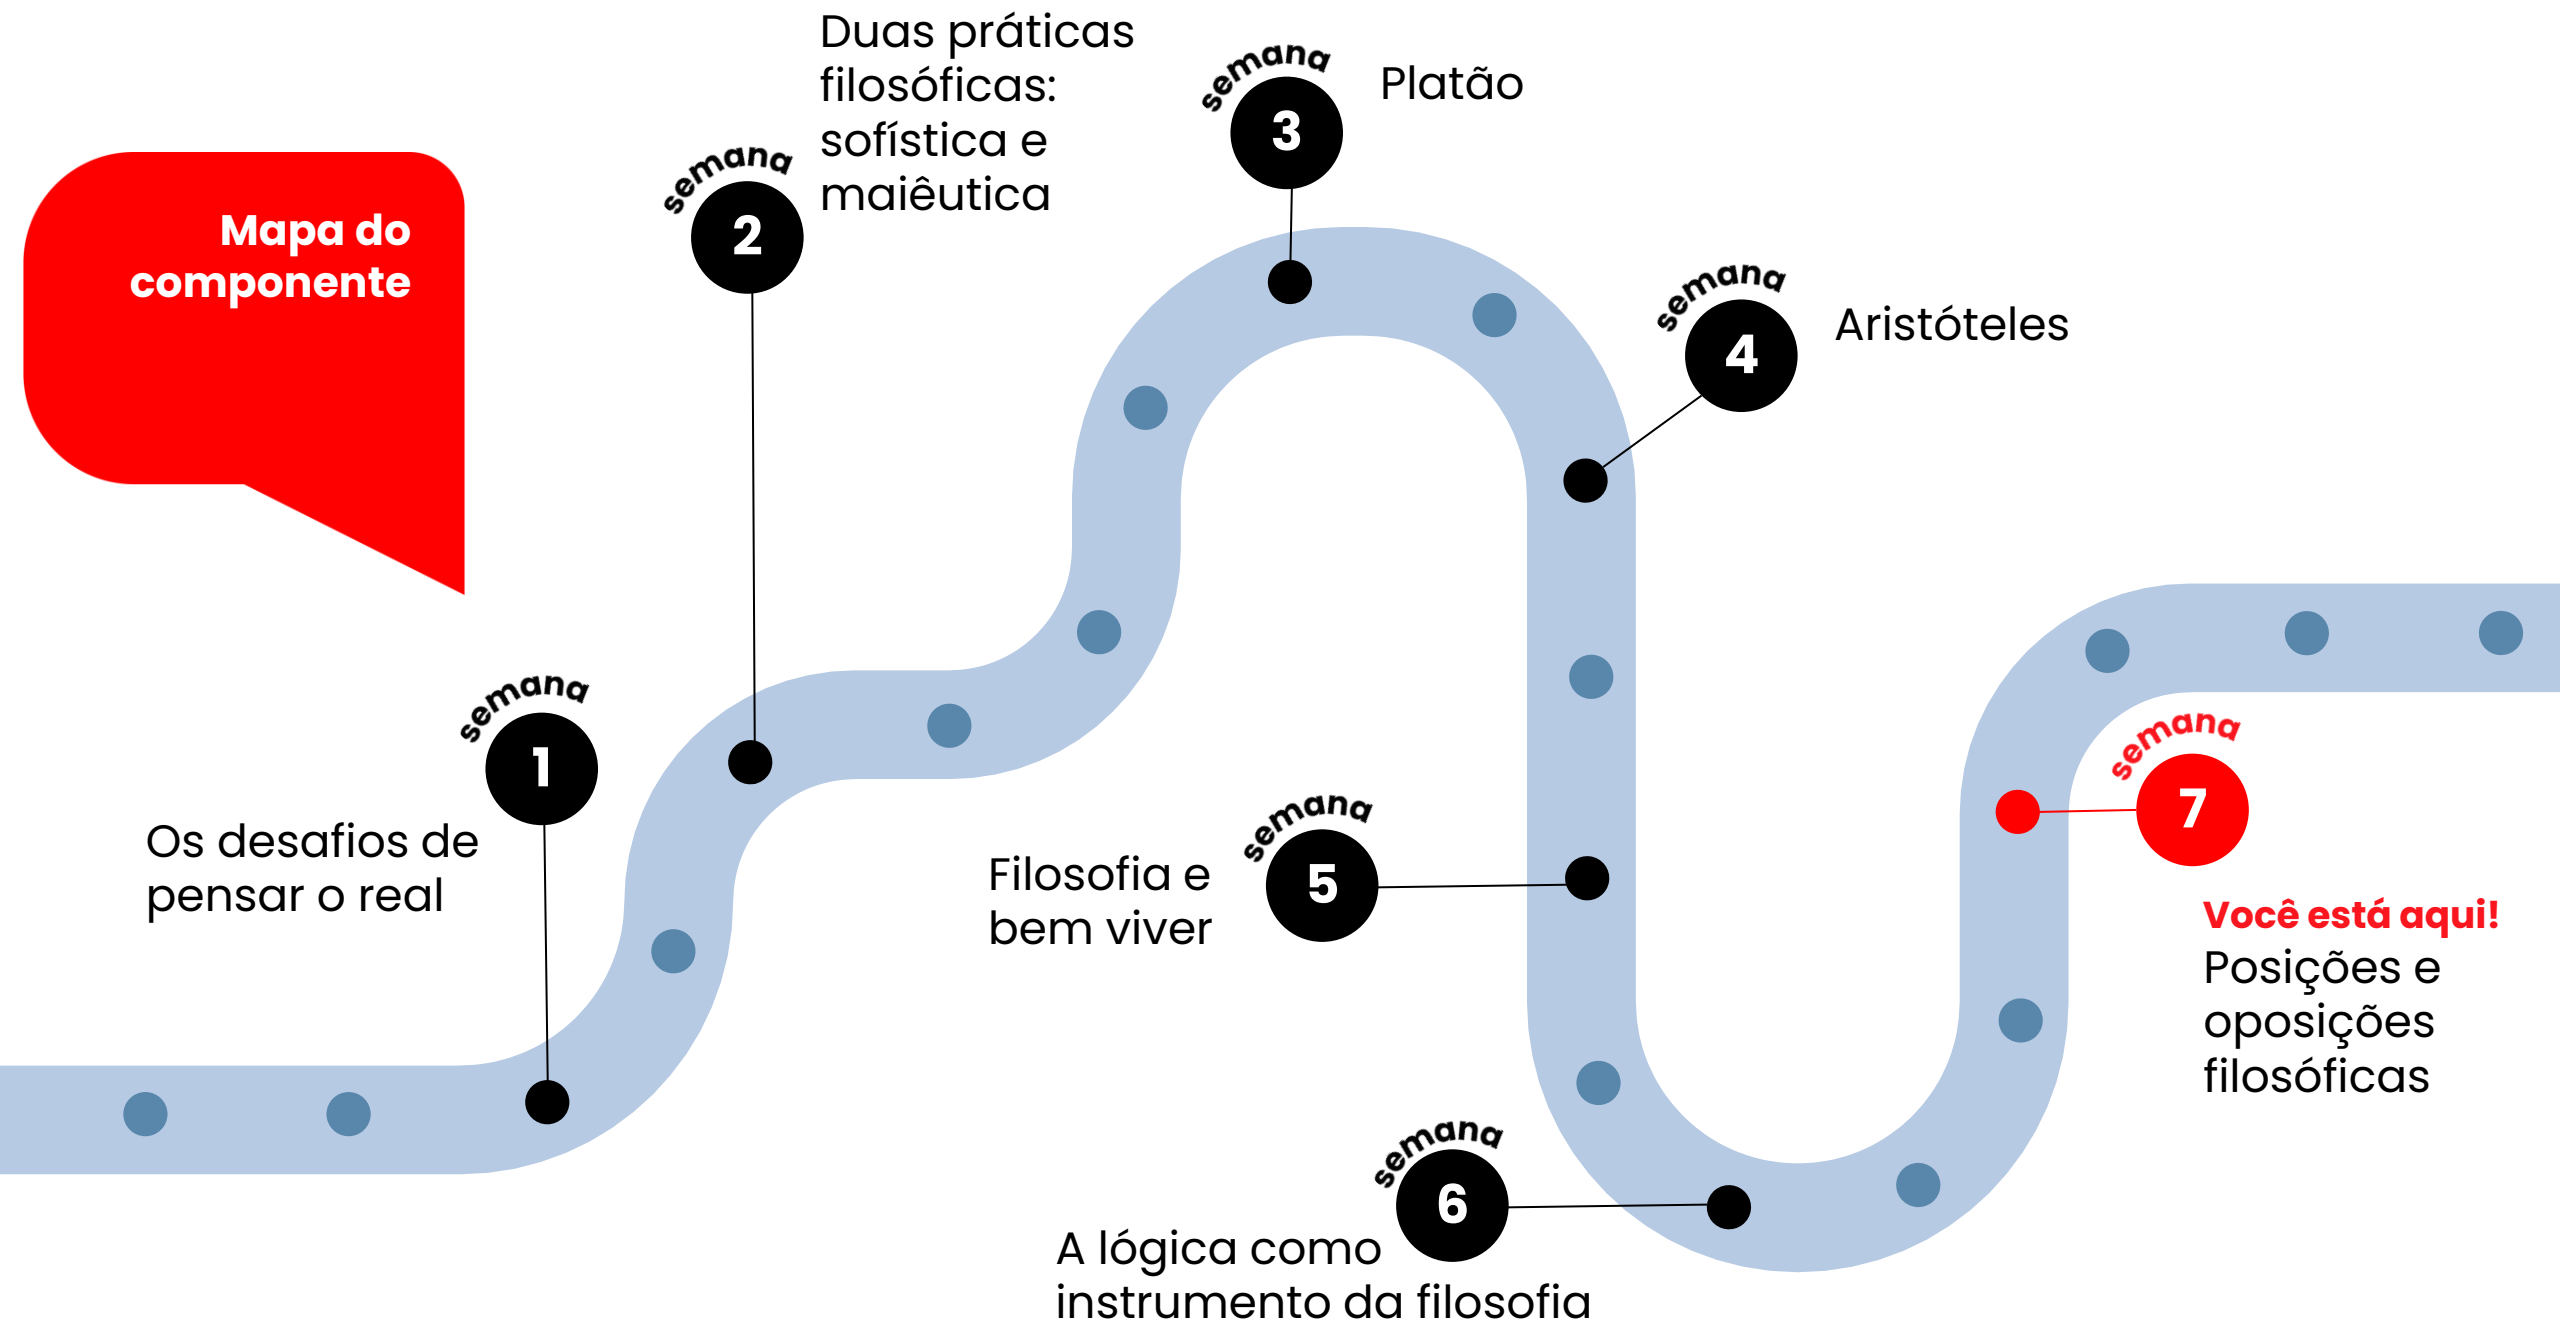 Mapa do
componente
semana
1
Os desafios de
pensar o real
semana
2
Duas práticas
filosóficas:
sofística e
maiêutica
semana
3
Platão
semana
4
Aristóteles
semana
5
Filosofia e
bem viver
semana
6
A lógica como
instrumento da filosofia
semana
7
Você está aqui!
Posições e
oposições
filosóficas